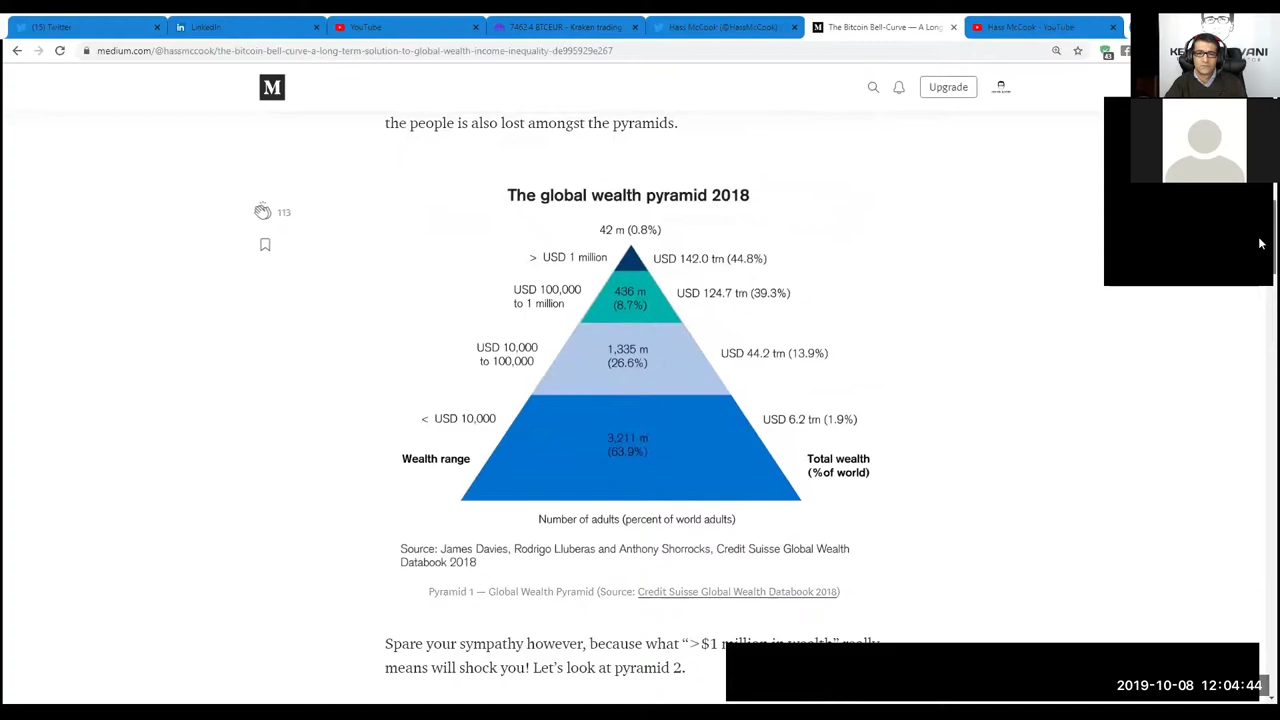 (15) Twitter
LinkedIn
YouTube
7462.4 BTCEUR - Kraken trading
Hass McCook (@HassMcCook)
The Bitcoin Bell-Curve — A Long
Hass McCook - YouTube
medium.com/@hassmccook/the-bitcoin-bell-curve-a-long-term-solution-to-global-wealth-income-inequality-de995929e267
43
M
Upgrade
the people is also lost amongst the pyramids.
113
The global wealth pyramid 2018
42 m (0.8%)
> USD 1 million
USD 142.0 trn (44.8%)
USD 100,000
to 1 million
436 m
(8.7%)
USD 124.7 trn (39.3%)
USD 10,000
to 100,000
1,335 m
(26.6%)
USD 44.2 trn (13.9%)
< USD 10,000
3,211 m
(63.9%)
USD 6.2 trn (1.9%)
Wealth range
Total wealth
(%of world)
Number of adults (percent of world adults)
Source: James Davies, Rodrigo Lluberas and Anthony Shorrocks, Credit Suisse Global Wealth
Databook 2018
Pyramid 1 — Global Wealth Pyramid (Source: Credit Suisse Global Wealth Databook 2018)
Spare your sympathy however, because what “>$1 million in wealth” really
means will shock you! Let’s look at pyramid 2.
2019-10-08 12:04:44